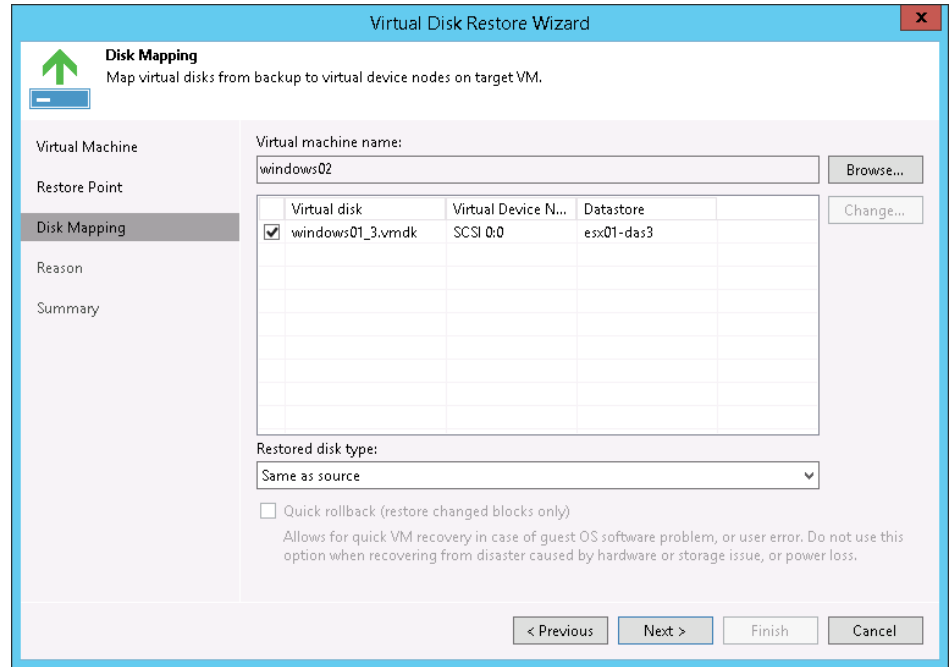 Virtual Disk Restore Wizard
x
Disk Mapping
Map virtual disks from backup to virtual device nodes on target VM.
Virtual Machine
Restore Point
Disk Mapping
Reason
Summary
Virtual machine name:
windows02
Browse...
Virtual disk Virtual Device N... Datastore
Change...
windows01_3.vmdk SCSI 0:0 esx01-das3
Restored disk type:
Same as source
Quick rollback (restore changed blocks only)
Allows for quick VM recovery in case of guest OS software problem, or user error. Do not use this
option when recovering from disaster caused by hardware or storage issue, or power loss.
< Previous Next > Finish Cancel